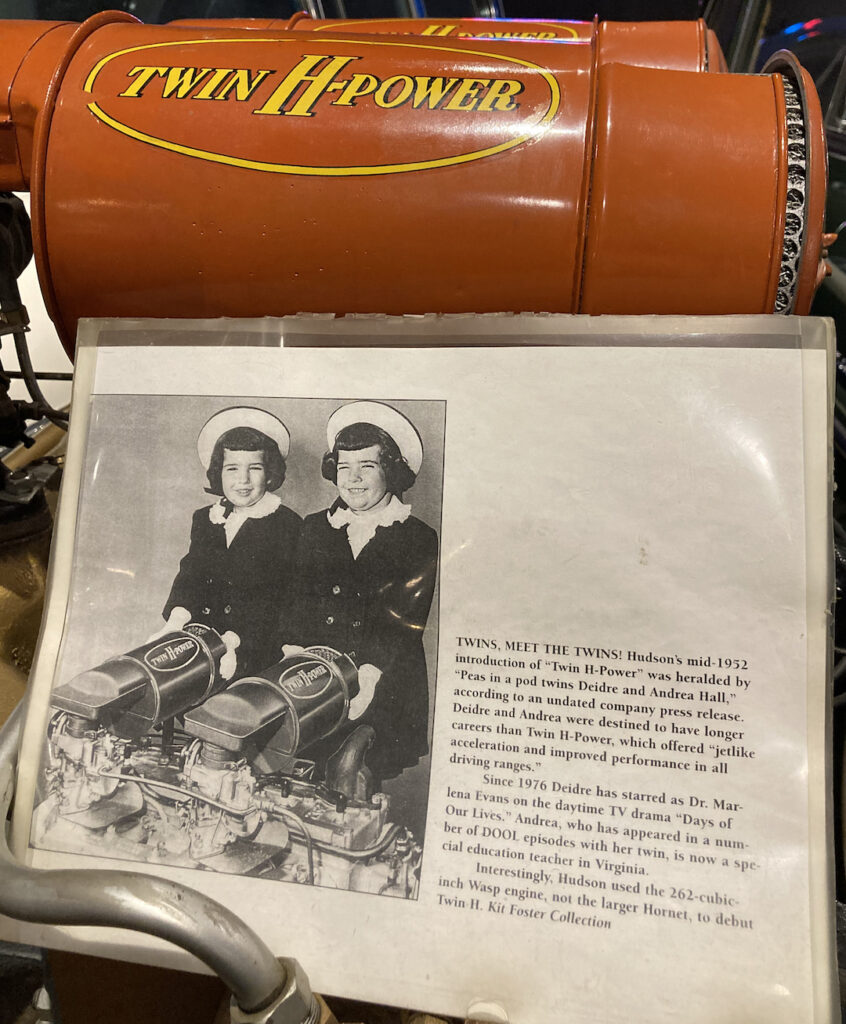 TWIN H-POWER
H-POWER
TWIN H-POWER
TWIN H-POWER
TWINS, MEET THE TWINS! Hudson's mid-1952
introduction of “Twin H-Power” was heralded by
“Peas in a pod twins Deidre and Andrea Hall,”
according to an undated company press release.
Deidre and Andrea were destined to have longer
careers than Twin H-Power, which offered “jetlike
acceleration and improved performance in all
driving ranges.”
Since 1976 Deidre has starred as Dr. Mar-
lena Evans on the daytime TV drama “Days of
Our Lives.” Andrea, who has appeared in a num-
ber of DOOL episodes with her twin, is now a spe-
cial education teacher in Virginia.
Interestingly, Hudson used the 262-cubic-
inch Wasp engine, not the larger Hornet, to debut
Twin H. Kit Foster Collection